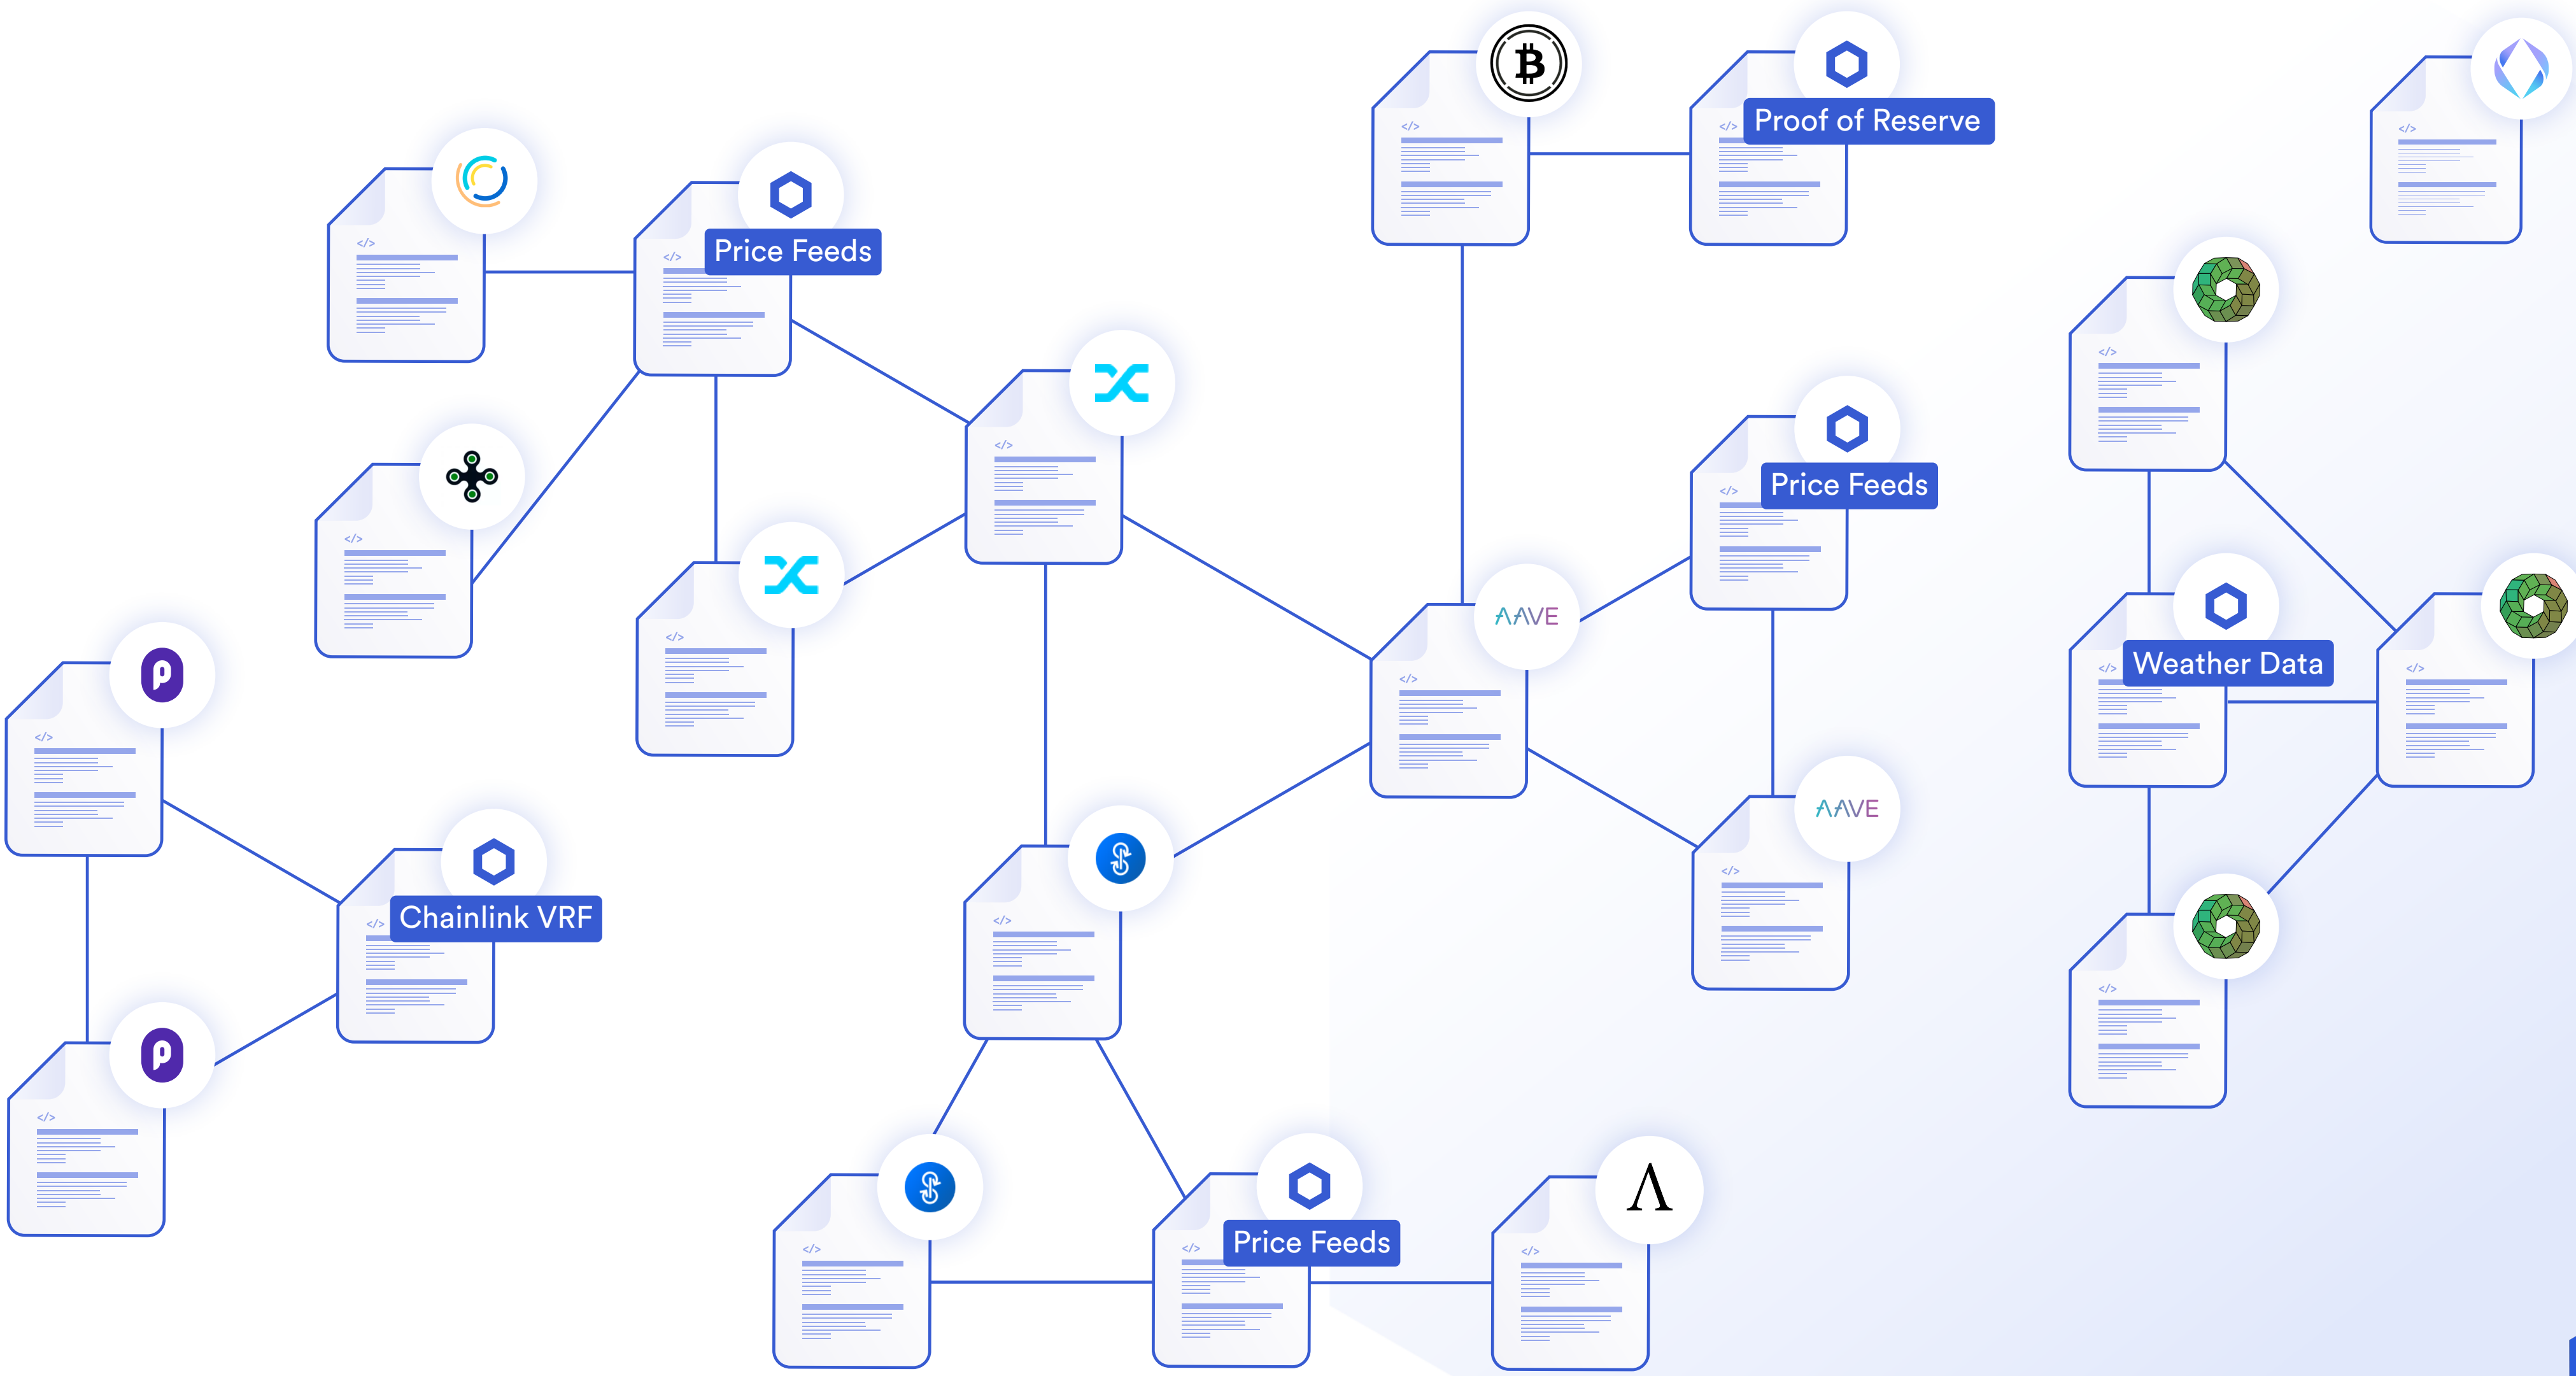 Proof of Reserve
</>
</>
</>
Price Feeds
</>
</>
</>
</>
Price Feeds
</>
</>
</>
AAVE
</>
Weather Data
</>
</>
</>
</>
AAVE
</>
Chainlink VRF
</>
</>
</>
</>
Price Feeds
</>
</>
</>